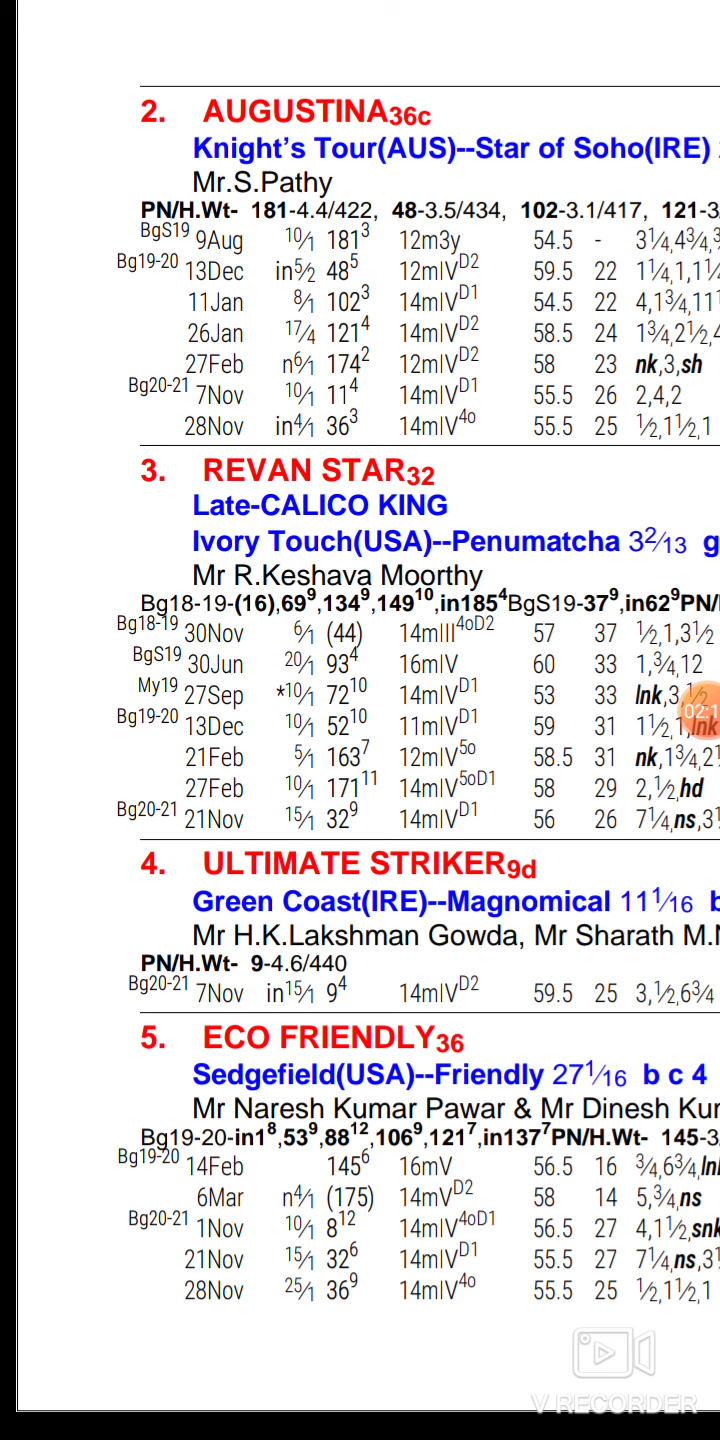 2. AUGUSTINA36c
Knight's Tour(AUS)--Star of Soho(IRE)
Mr.S.Pathy
PN/H.Wt- 181-4.4/422, 48-3.5/434, 102-3.1/417, 121-3
BgS19 9Aug 10/1 181³ 12m3y 54.5 - 3¼,4¾,
Bg19-20 13Dec in5/2 48⁵ 12mIVD2 59.5 22 1¼,1,1
11Jan 8/1 102³ 14mIVD1 54.5 22 4,1¾,11
26Jan 17/4 121⁴ 14mIVD2 58.5 24 1¾,2½,4
27Feb n6/1 174² 12mIVD2 58 23 nk,3,sh
Bg20-21 7Nov 10/1 11⁴ 14mIVD1 55.5 26 2,4,2
28Nov in4/1 36³ 14mIV4o 55.5 25 ½,1½,1
3. REVAN STAR32
Late-CALICO KING
Ivory Touch(USA)--Penumatcha 3²/13 g
Mr R.Keshava Moorthy
Bg18-19-(16),69⁹,134⁹,149¹⁰,in185⁴BgS19-37⁹,in62⁹PN/
Bg18-19 30Nov 6/1 (44) 14mIII4oD2 57 37 ½,1,3½
BgS19 30Jun 20/1 93⁴ 16mIV 60 33 1,¾,12
My19 27Sep *10/1 72¹⁰ 14mIVD1 53 33 lnk,3,½
02:1
Bg19-20 13Dec 10/1 52¹⁰ 11mIVD1 59 31 1½,1,lnk
21Feb 5/1 163⁷ 12mIV5o 58.5 31 nk,1¾,2
27Feb 10/1 171¹¹ 14mIV5oD1 58 29 2,½,hd
Bg20-21 21Nov 15/1 32⁹ 14mIVD1 56 26 7¼,ns,3
4. ULTIMATE STRIKER9d
Green Coast(IRE)--Magnomical 11¹/16 b
Mr H.K.Lakshman Gowda, Mr Sharath M.
PN/H.Wt- 9-4.6/440
Bg20-21 7Nov in15/1 9⁴ 14mIVD2 59.5 25 3,½,6¾
5. ECO FRIENDLY36
Sedgefield(USA)--Friendly 27¹/16 b c 4
Mr Naresh Kumar Pawar & Mr Dinesh Kum
Bg19-20-in1⁸,53⁹,88¹²,106⁹,121⁷,in137⁷PN/H.Wt- 145-3
Bg19-20 14Feb 145⁶ 16mV 56.5 16 ¾,6¾,ln
6Mar n4/1 (175) 14mVD2 58 14 5,¾,ns
Bg20-21 1Nov 10/1 8¹² 14mIV4oD1 56.5 27 4,1½,snk
21Nov 15/1 32⁶ 14mIVD1 55.5 27 7¼,ns,3
28Nov 25/1 36⁹ 14mIV4o 55.5 25 ½,1½,1
V RECORDER